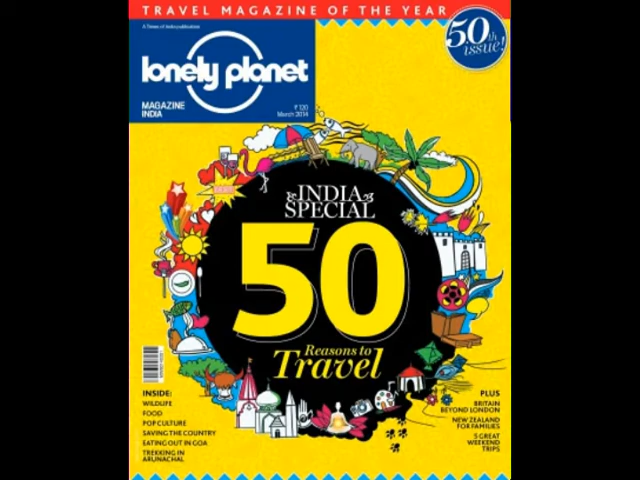 TRAVEL MAGAZINE OF THE YEAR
50th
issue!
A Times of India publication
lonely planet
MAGAZINE
INDIA
₹ 120
March 2014
INDIA
SPECIAL
50
Reasons to
Travel
INSIDE:
WILDLIFE
FOOD
POP CULTURE
SAVING THE COUNTRY
EATING OUT IN GOA
TREKKING IN
ARUNACHAL
PLUS
BRITAIN
BEYOND LONDON
NEW ZEALAND
FOR FAMILIES
5 GREAT
WEEKEND
TRIPS